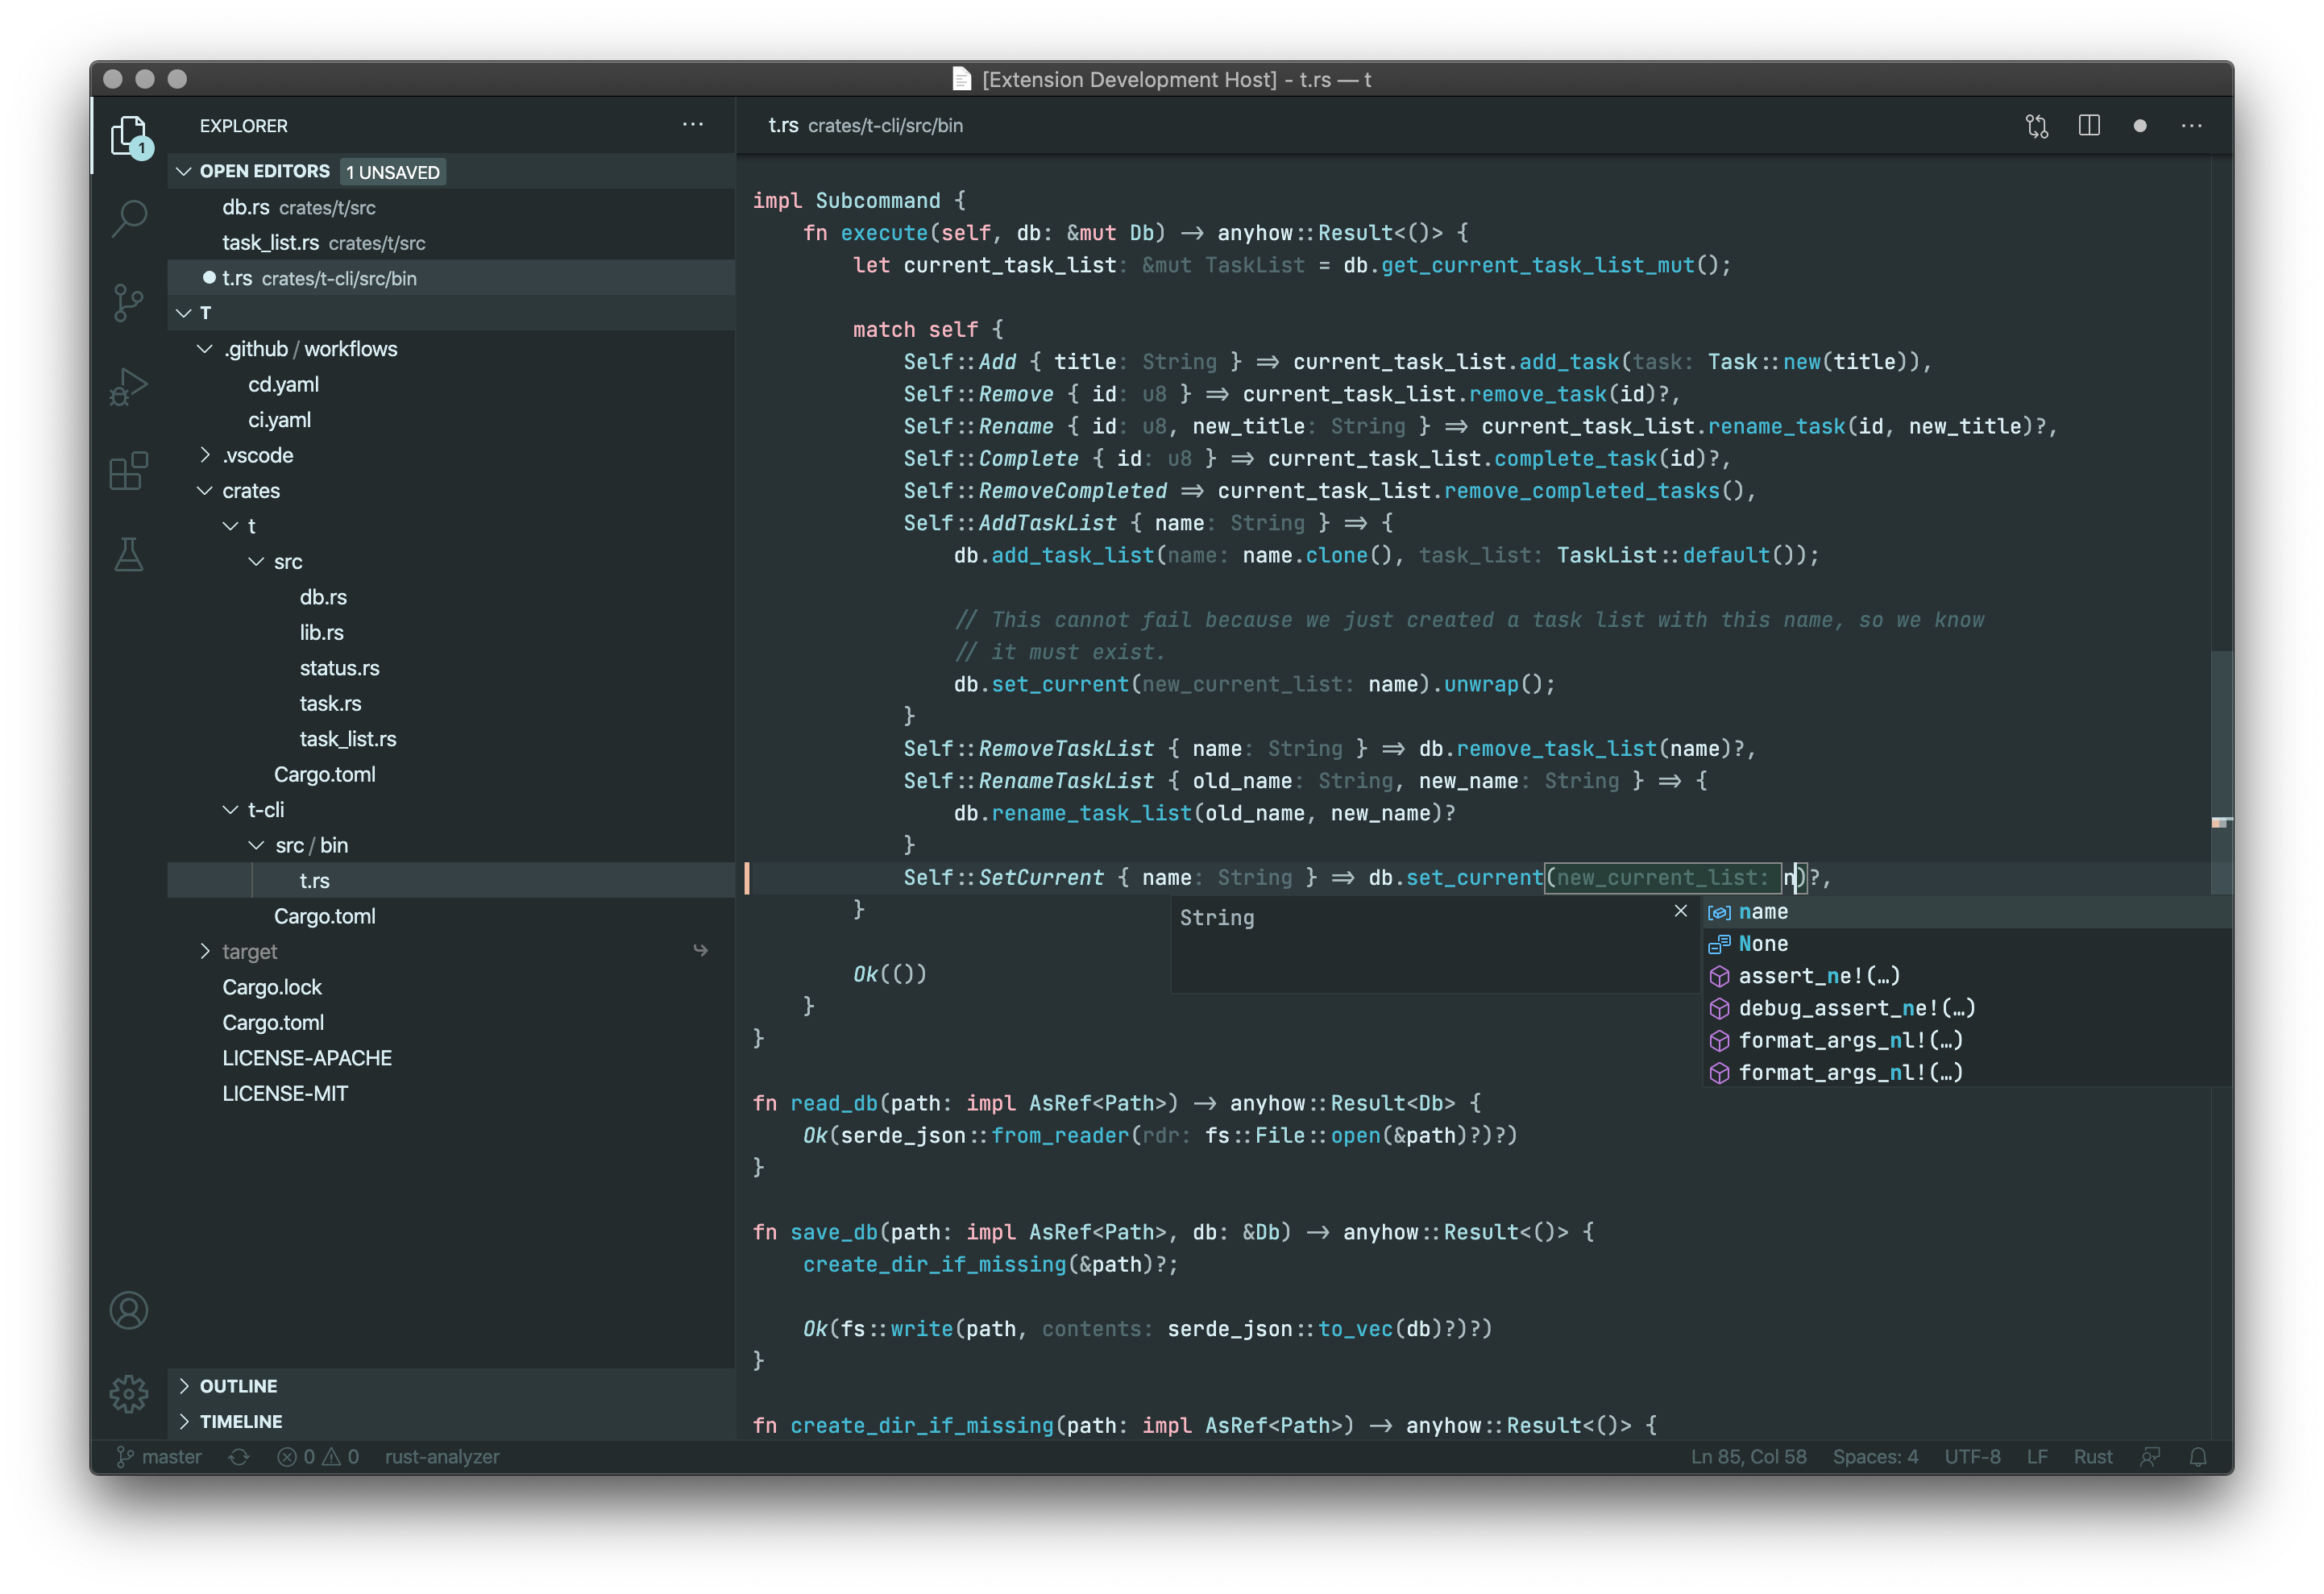 [Extension Development Host] - t.rs — t
EXPLORER
OPEN EDITORS 1 UNSAVED
db.rs crates/t/src
task_list.rs crates/t/src
t.rs crates/t-cli/src/bin
T
.github / workflows
cd.yaml
ci.yaml
.vscode
crates
t
src
db.rs
lib.rs
status.rs
task.rs
task_list.rs
Cargo.toml
t-cli
src / bin
t.rs
Cargo.toml
target
Cargo.lock
Cargo.toml
LICENSE-APACHE
LICENSE-MIT
OUTLINE
TIMELINE
1
t.rs crates/t-cli/src/bin
impl Subcommand {
fn execute(self, db: &mut Db) -> anyhow::Result<()> {
let current_task_list: &mut TaskList = db.get_current_task_list_mut();
match self {
Self::Add { title: String } => current_task_list.add_task(task: Task::new(title)),
Self::Remove { id: u8 } => current_task_list.remove_task(id)?,
Self::Rename { id: u8, new_title: String } => current_task_list.rename_task(id, new_title)?,
Self::Complete { id: u8 } => current_task_list.complete_task(id)?,
Self::RemoveCompleted => current_task_list.remove_completed_tasks(),
Self::AddTaskList { name: String } => {
db.add_task_list(name: name.clone(), task_list: TaskList::default());
// This cannot fail because we just created a task list with this name, so we know
// it must exist.
db.set_current(new_current_list: name).unwrap();
}
Self::RemoveTaskList { name: String } => db.remove_task_list(name)?,
Self::RenameTaskList { old_name: String, new_name: String } => {
db.rename_task_list(old_name, new_name)?
}
Self::SetCurrent { name: String } => db.set_current(new_current_list: n)?,
}
String
name
None
assert_ne!(…)
debug_assert_ne!(…)
format_args_nl!(…)
format_args_nl!(…)
Ok(())
}
}
fn read_db(path: impl AsRef<Path>) -> anyhow::Result<Db> {
Ok(serde_json::from_reader(rdr: fs::File::open(&path)?)?)
}
fn save_db(path: impl AsRef<Path>, db: &Db) -> anyhow::Result<()> {
create_dir_if_missing(&path)?;
Ok(fs::write(path, contents: serde_json::to_vec(db)?)?)
}
fn create_dir_if_missing(path: impl AsRef<Path>) -> anyhow::Result<()> {
master 0 0 rust-analyzer Ln 85, Col 58 Spaces: 4 UTF-8 LF Rust